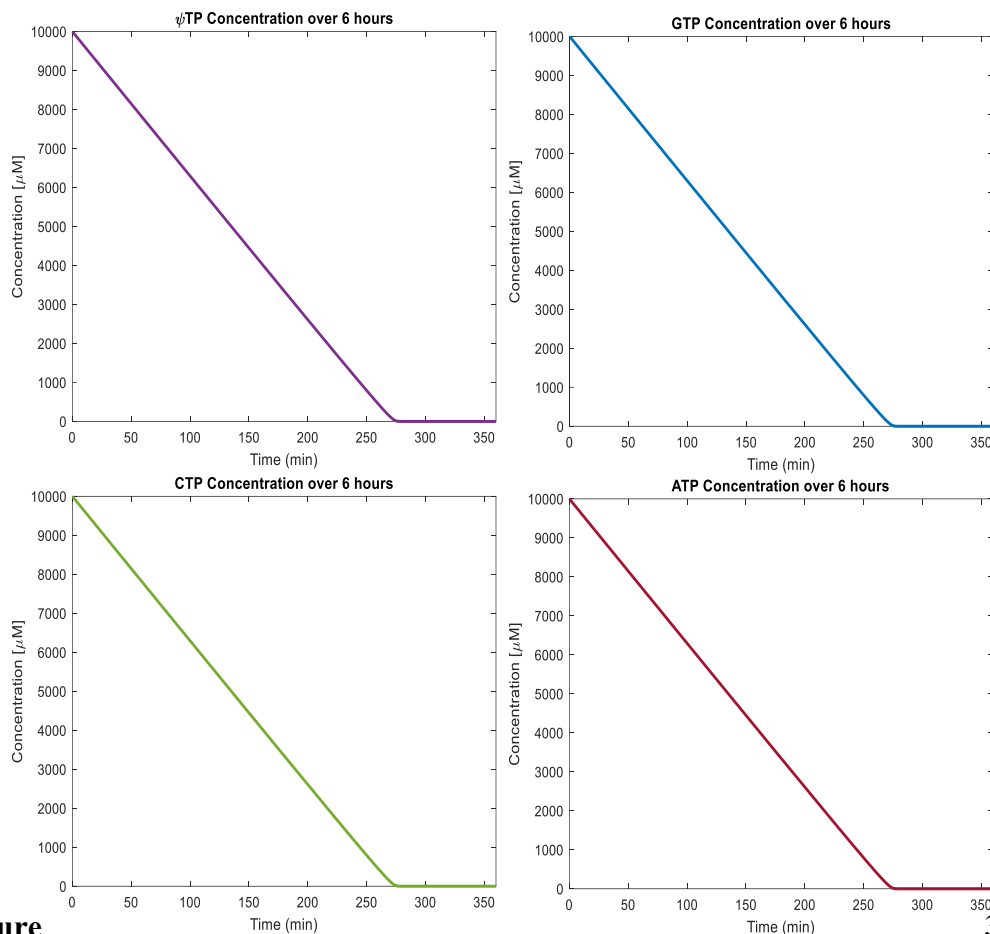 ψTP Concentration over 6 hours
10000
9000
8000
7000
6000
5000
4000
3000
2000
1000
0
Concentration [μM]
0 50 100 150 200 250 300 350
Time (min)
GTP Concentration over 6 hours
10000
9000
8000
7000
6000
5000
4000
3000
2000
1000
0
Concentration [μM]
0 50 100 150 200 250 300 350
Time (min)
CTP Concentration over 6 hours
10000
9000
8000
7000
6000
5000
4000
3000
2000
1000
0
Concentration [μM]
0 50 100 150 200 250 300 350
Time (min)
ATP Concentration over 6 hours
10000
9000
8000
7000
6000
5000
4000
3000
2000
1000
0
Concentration [μM]
0 50 100 150 200 250 300 350
Time (min)
ure